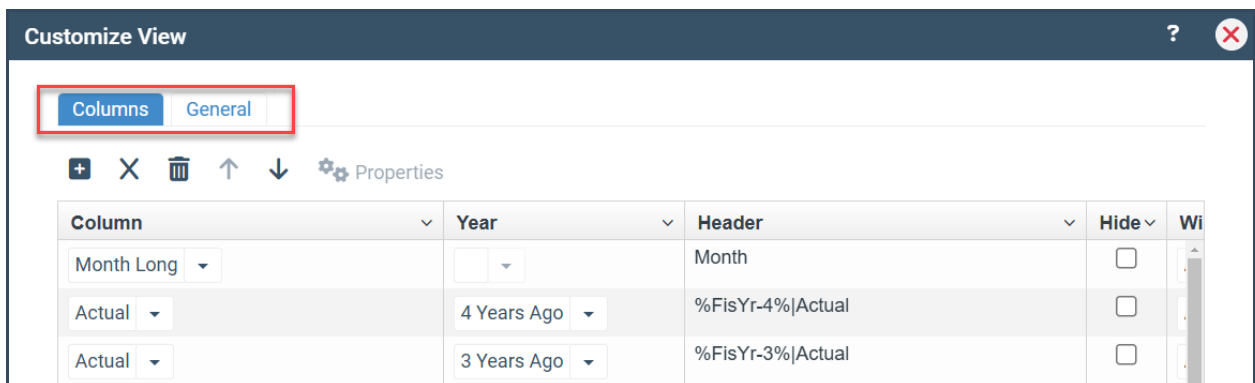 Customize View ?
Columns General
Properties
Column Year Header Hide Wi
Month Long Month
Actual 4 Years Ago %FisYr-4%|Actual
Actual 3 Years Ago %FisYr-3%|Actual